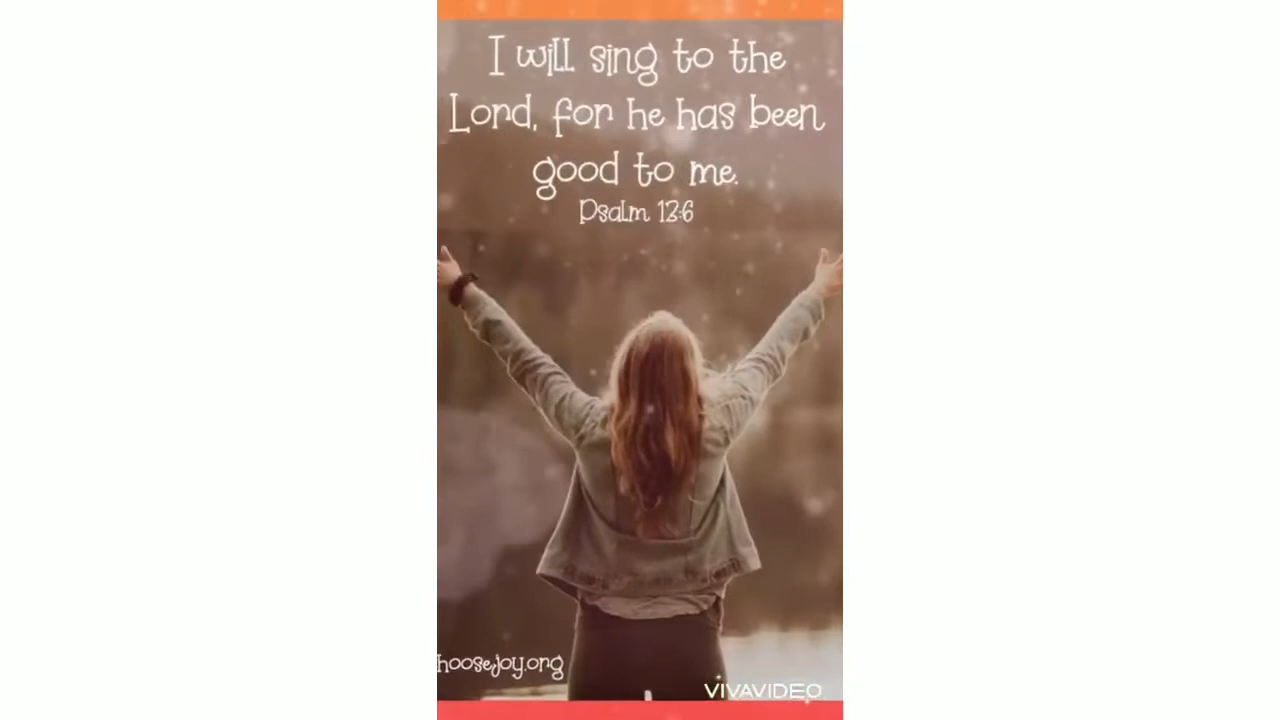 I will sing to the
Lord, for he has been
good to me.
Psalm 13:6
hoosejoy.org
VIVAVIDEO